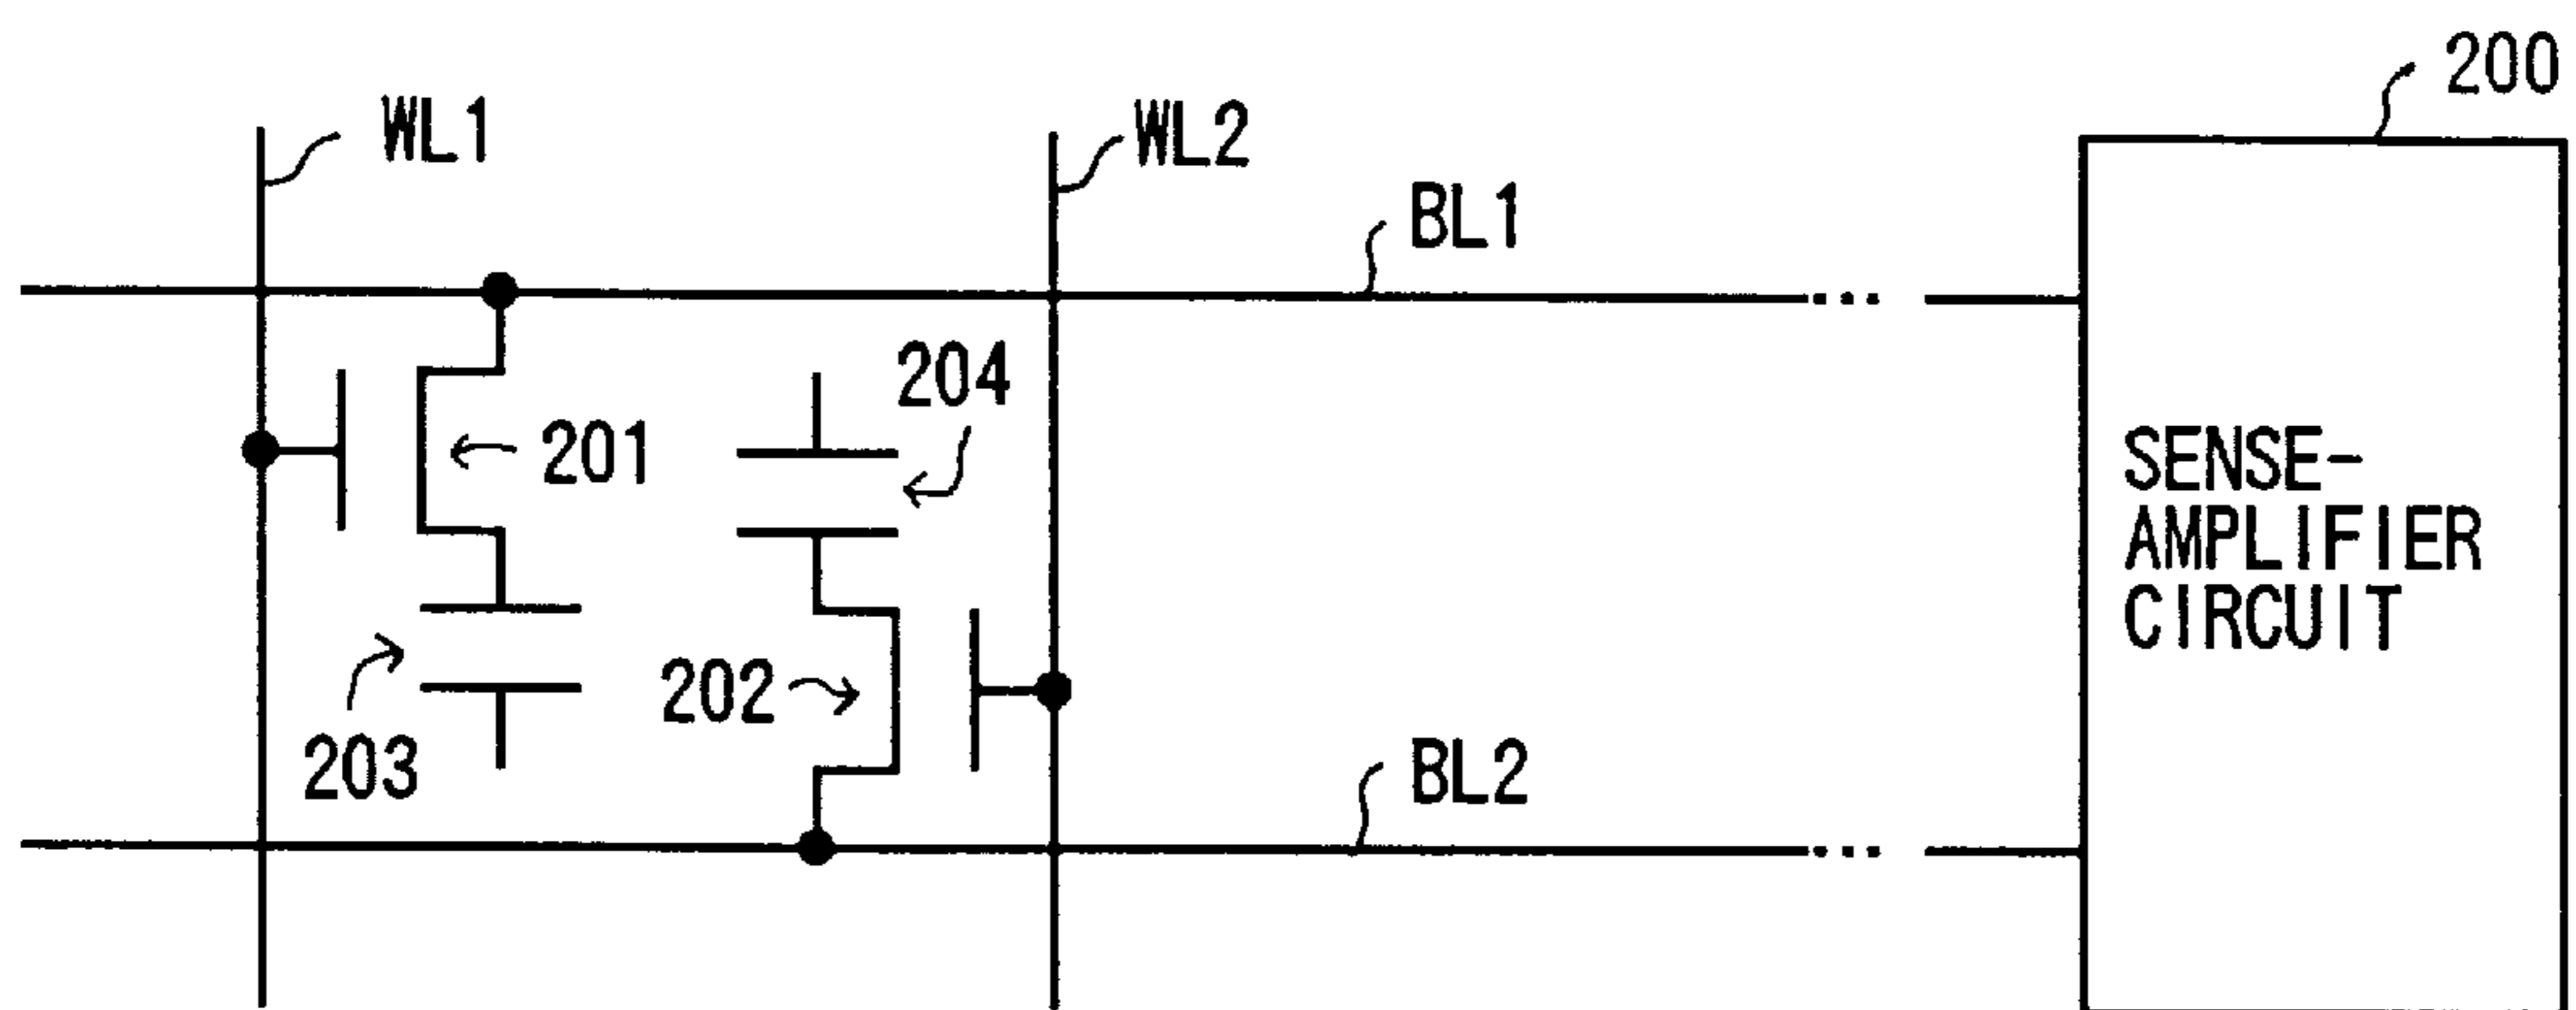 200
WL1
WL2
BL1
204
201
SENSE-
AMPLIFIER
CIRCUIT
202
203
BL2